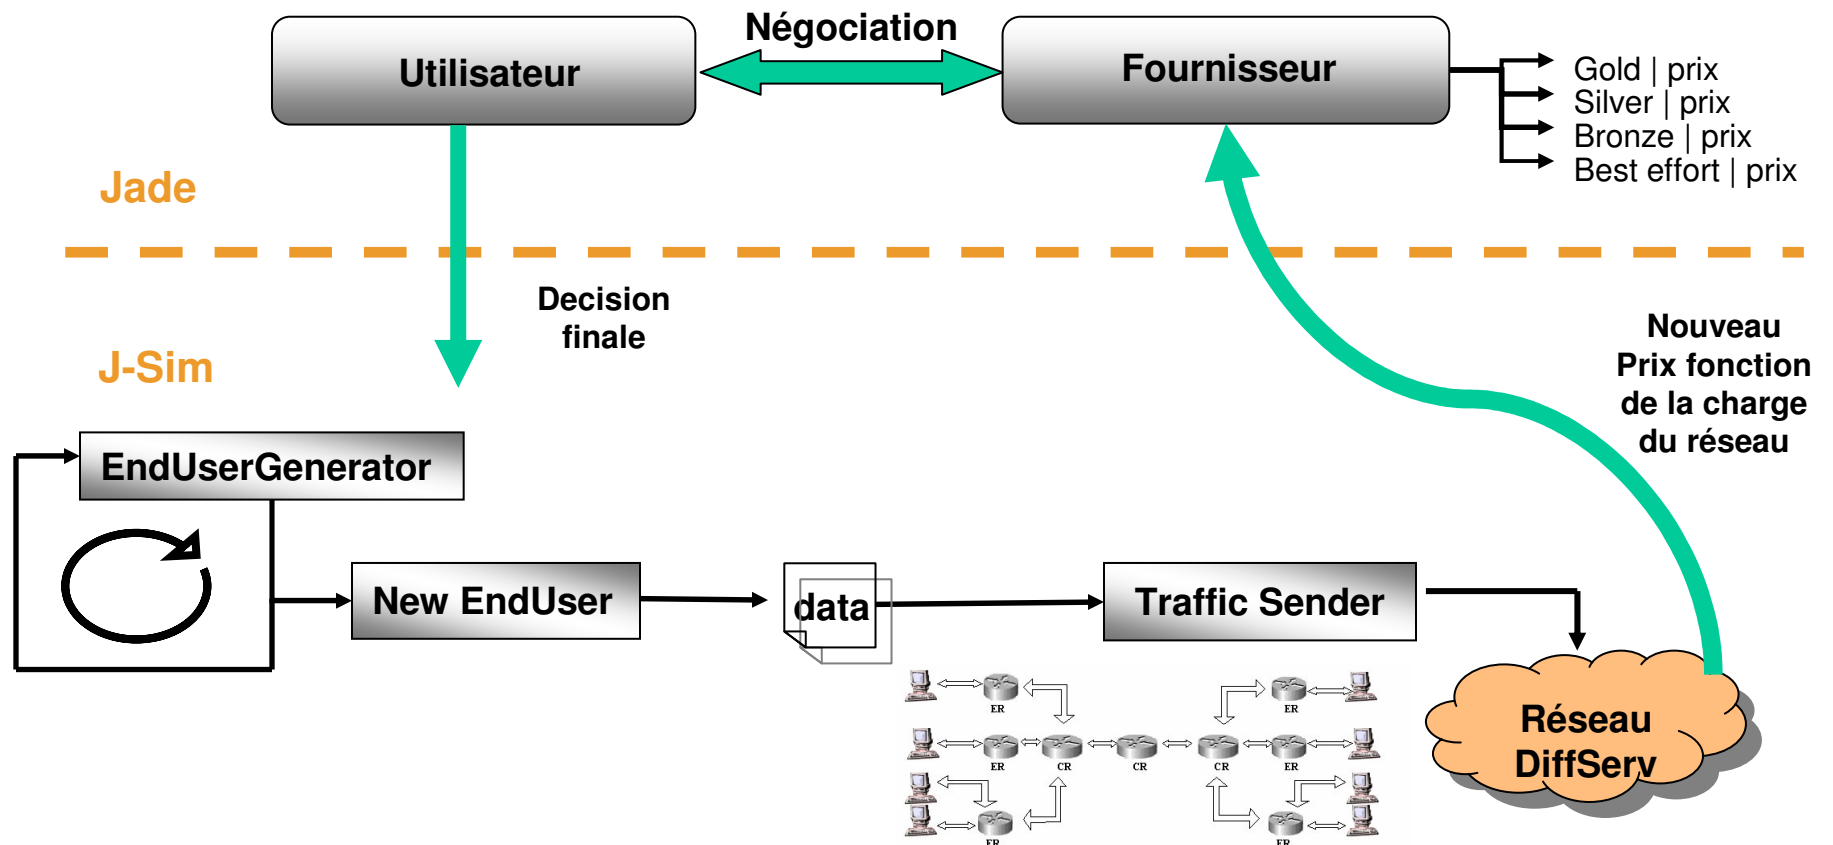 Négociation
Utilisateur
Fournisseur
Gold | prix
Silver | prix
Bronze | prix
Best effort | prix
Jade
Decision
finale
J-Sim
Nouveau
Prix fonction
de la charge
du réseau
EndUserGenerator
New EndUser
data
Traffic Sender
Réseau
DiffServ
ER
ER
ER
CR
CR
CR
ER
ER
ER